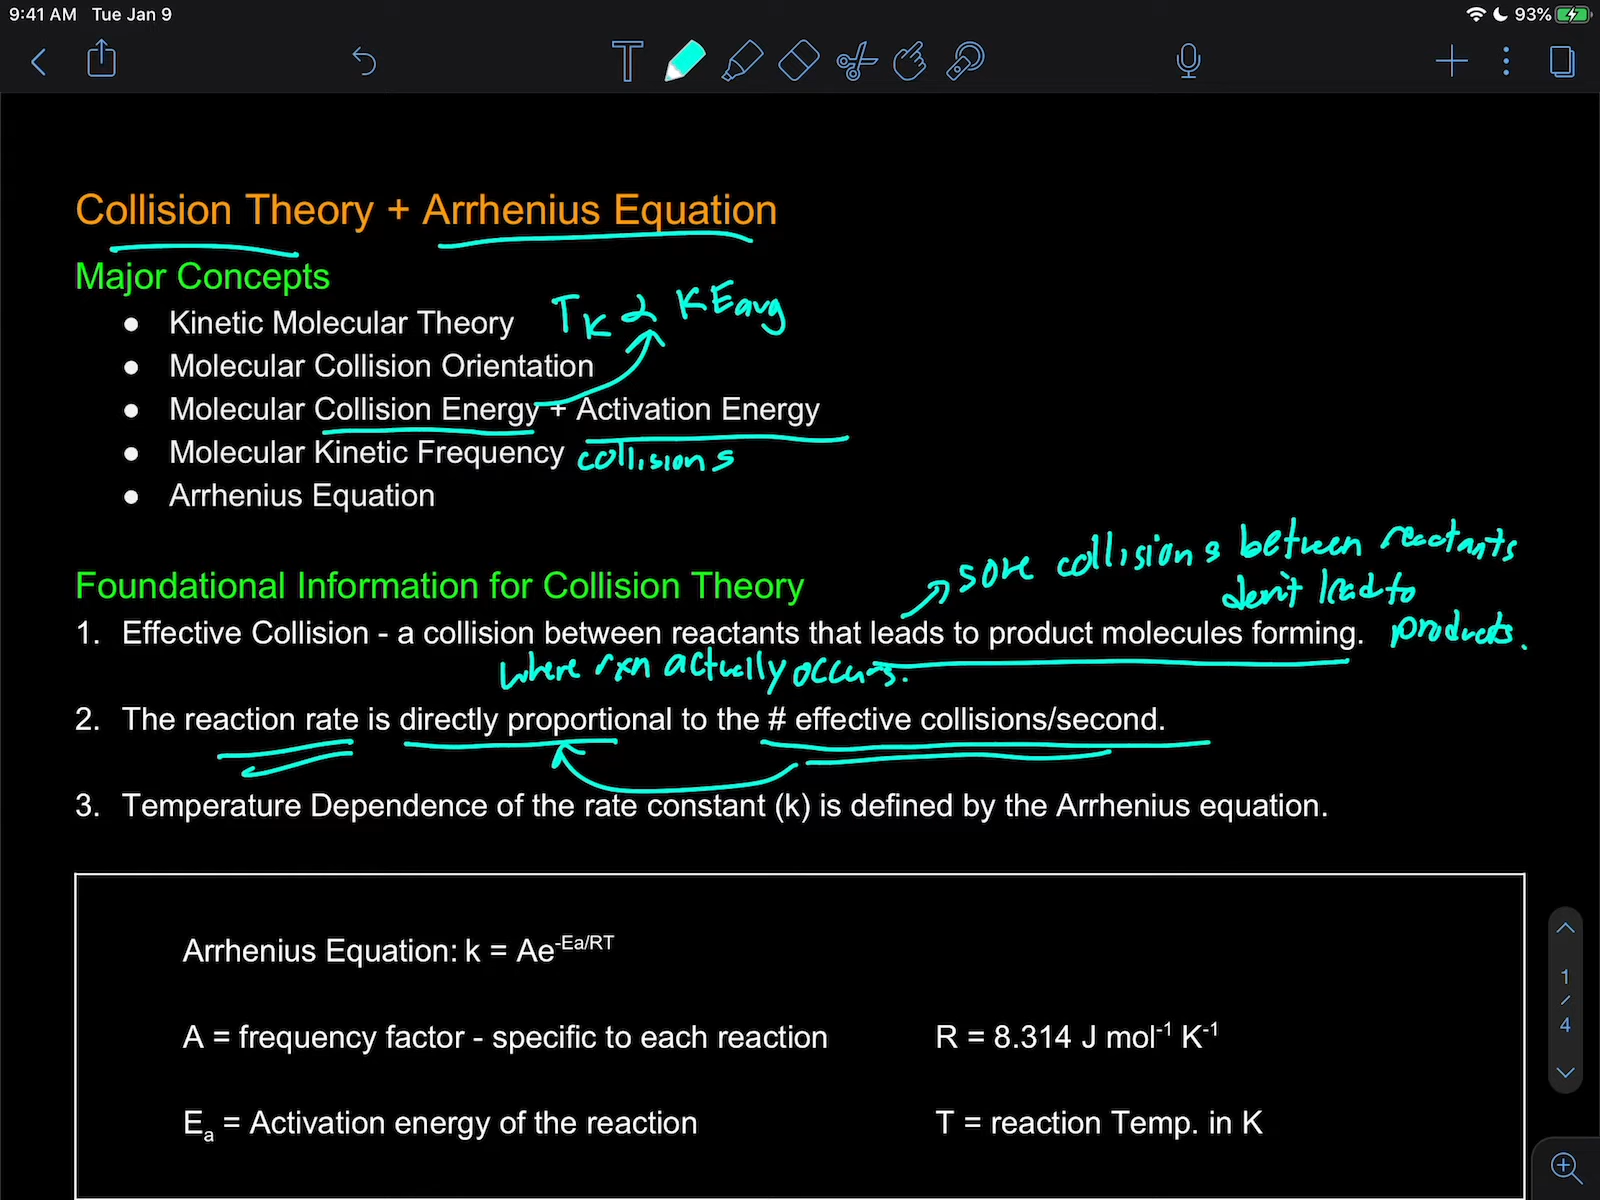 9:41 AM Tue Jan 9
93%
Collision Theory + Arrhenius Equation
Major Concepts
● Kinetic Molecular Theory T_K α KEavg
● Molecular Collision Orientation
● Molecular Collision Energy + Activation Energy
● Molecular Kinetic Frequency collisions
● Arrhenius Equation
some collisions between reactants
don't lead to
products.
Foundational Information for Collision Theory
1. Effective Collision - a collision between reactants that leads to product molecules forming.
where rxn actually occurs.
2. The reaction rate is directly proportional to the # effective collisions/second.
3. Temperature Dependence of the rate constant (k) is defined by the Arrhenius equation.
Arrhenius Equation: k = Ae^-Ea/RT
A = frequency factor - specific to each reaction R = 8.314 J mol^-1 K^-1
E_a = Activation energy of the reaction T = reaction Temp. in K
1
/
4